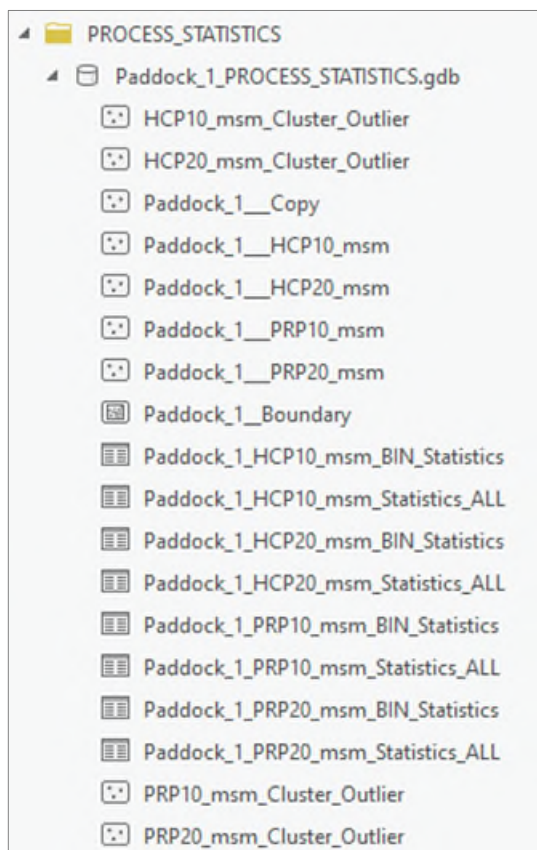 PROCESS_STATISTICS
Paddock_1_PROCESS_STATISTICS.gdb
HCP10_msm_Cluster_Outlier
HCP20_msm_Cluster_Outlier
Paddock_1__Copy
Paddock_1__HCP10_msm
Paddock_1__HCP20_msm
Paddock_1__PRP10_msm
Paddock_1__PRP20_msm
Paddock_1__Boundary
Paddock_1_HCP10_msm_BIN_Statistics
Paddock_1_HCP10_msm_Statistics_ALL
Paddock_1_HCP20_msm_BIN_Statistics
Paddock_1_HCP20_msm_Statistics_ALL
Paddock_1_PRP10_msm_BIN_Statistics
Paddock_1_PRP10_msm_Statistics_ALL
Paddock_1_PRP20_msm_BIN_Statistics
Paddock_1_PRP20_msm_Statistics_ALL
PRP10_msm_Cluster_Outlier
PRP20_msm_Cluster_Outlier